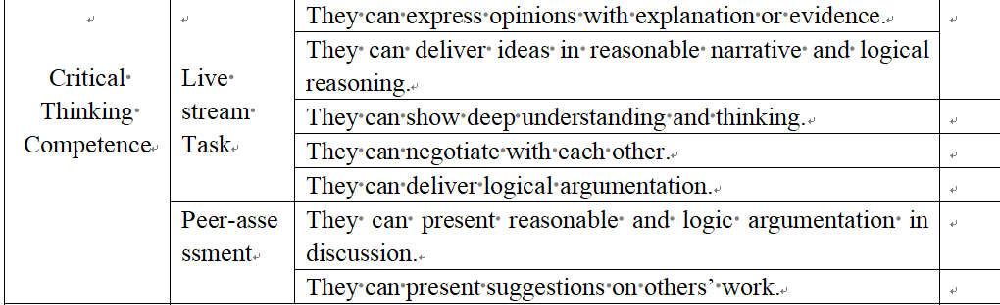 They can express opinions with explanation or evidence.
They can deliver ideas in reasonable narrative and logical
reasoning.
Critical
Thinking
Competence
Live
stream
Task
They can show deep understanding and thinking.
They can negotiate with each other.
They can deliver logical argumentation.
Peer-asse
ssment
They can present reasonable and logic argumentation in
discussion.
They can present suggestions on others’ work.